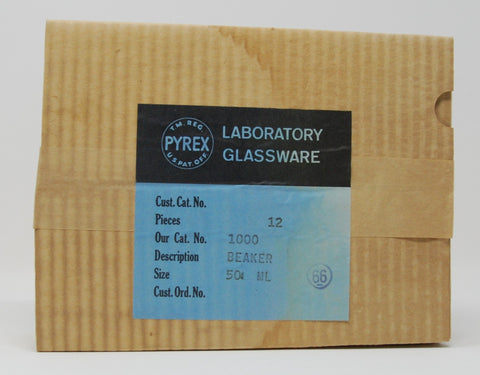 T.M. REG.
PYREX
U.S. PAT. OFF.
LABORATORY
GLASSWARE
Cust. Cat. No.
Pieces 12
Our Cat. No. 1000
Description BEAKER
Size 50 ML
Cust. Ord. No.
66